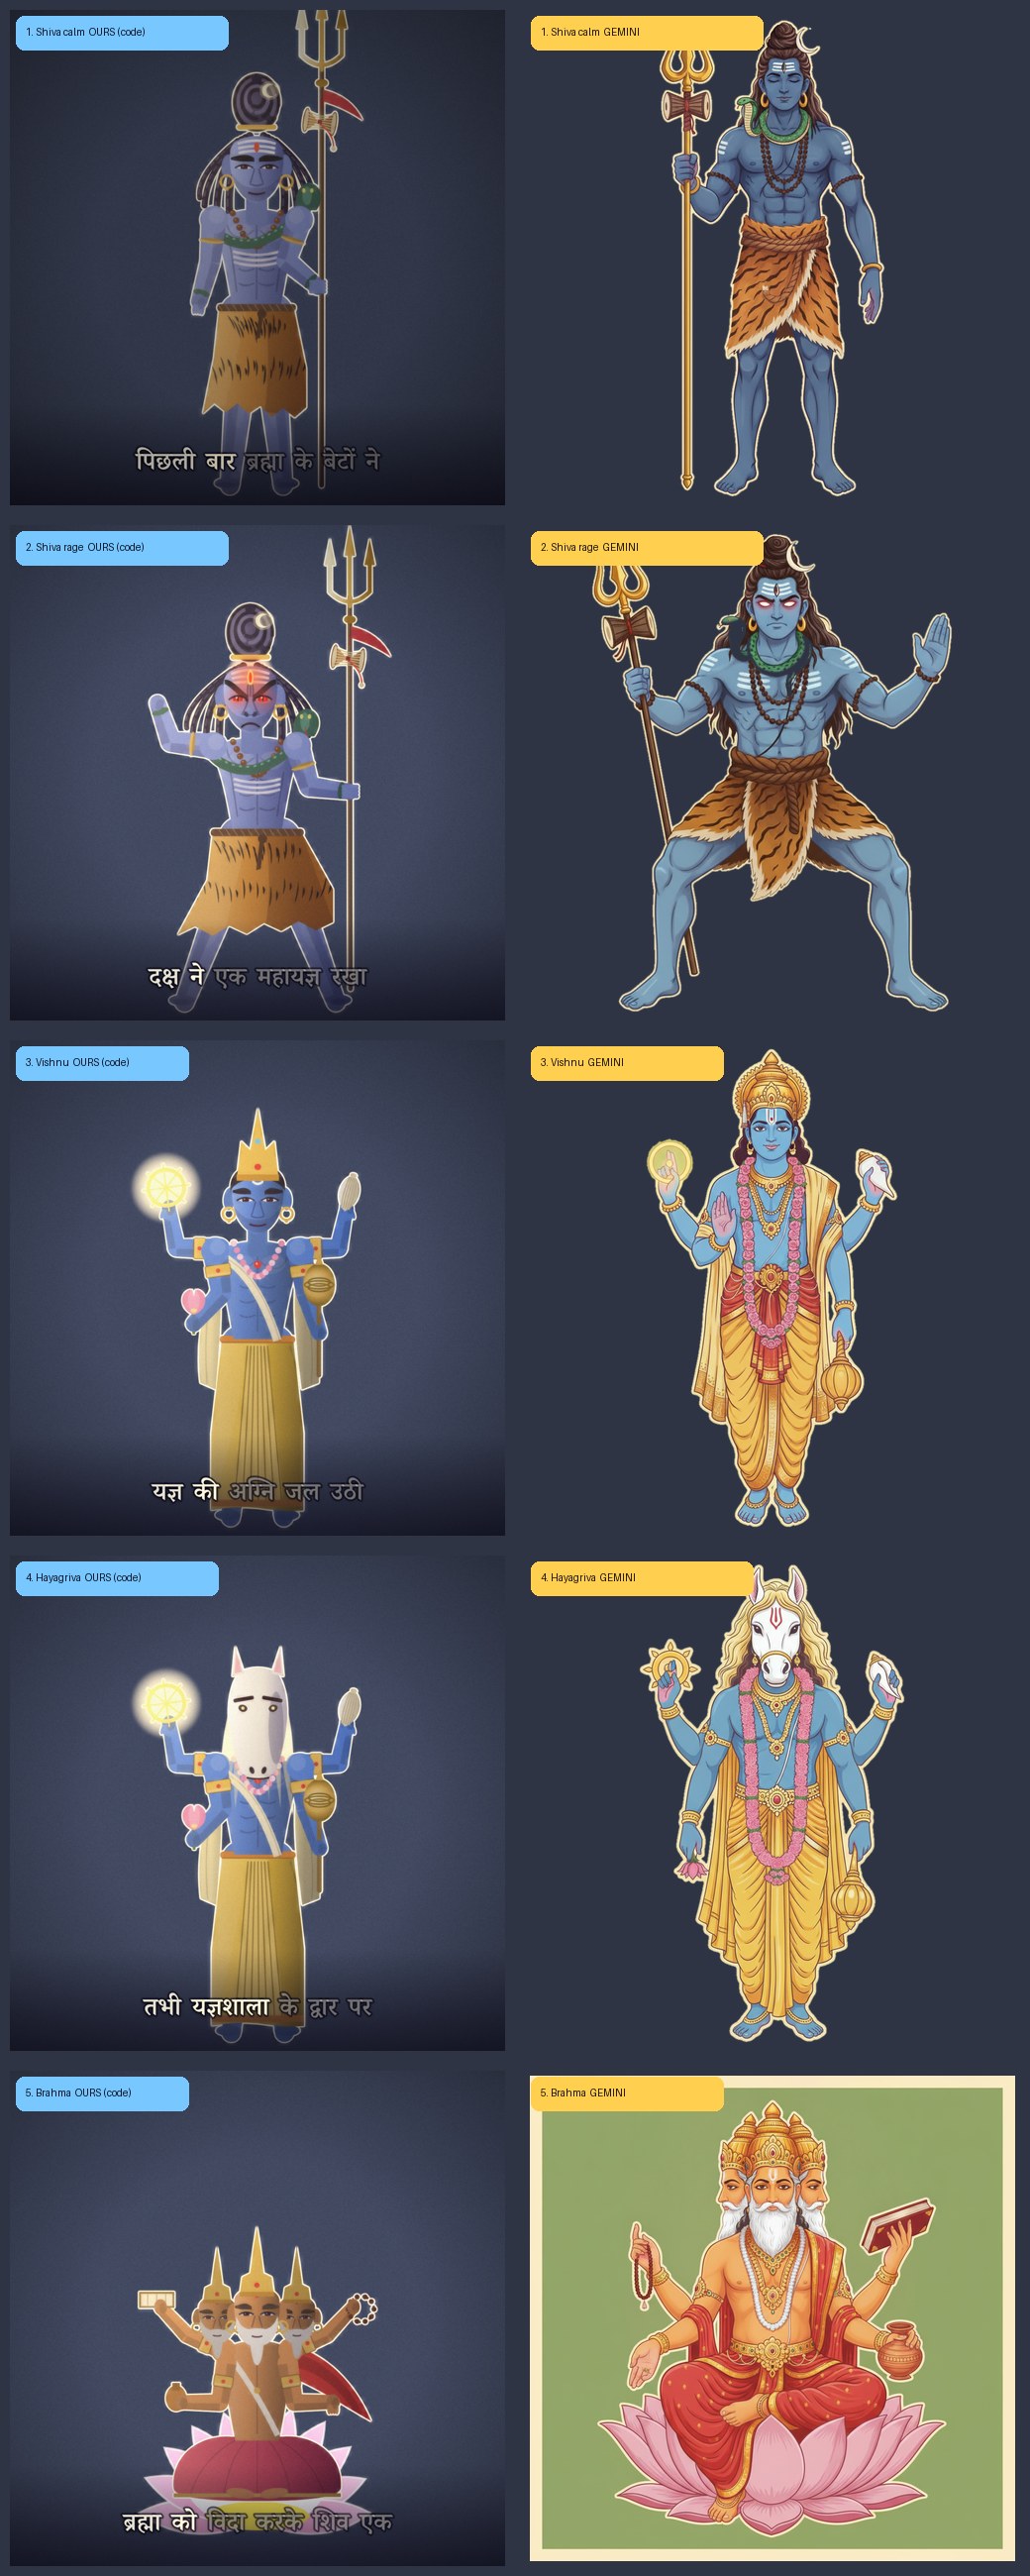 1. Shiva calm OURS (code)
1. Shiva calm GEMINI
पिछली बार ब्रह्मा के बेटों ने
2. Shiva rage OURS (code)
2. Shiva rage GEMINI
दक्ष ने एक महायज्ञ रखा
3. Vishnu OURS (code)
3. Vishnu GEMINI
यज्ञ की अग्नि जल उठी
4. Hayagriva OURS (code)
4. Hayagriva GEMINI
तभी यज्ञशाला के द्वार पर
5. Brahma OURS (code)
5. Brahma GEMINI
ब्रह्मा को विदा करके शिव एक